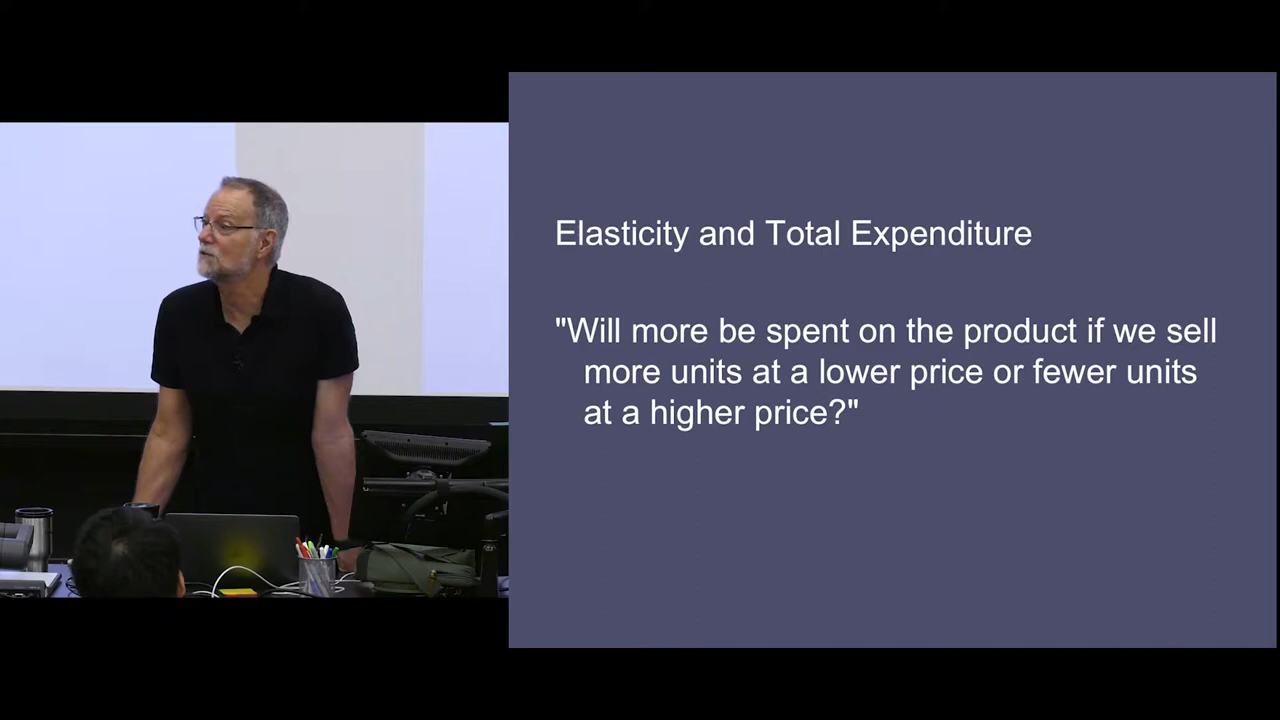 Elasticity and Total Expenditure
"Will more be spent on the product if we sell
more units at a lower price or fewer units
at a higher price?"